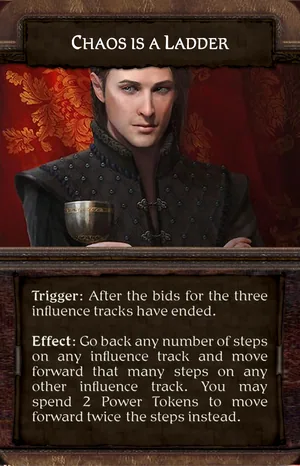 CHAOS IS A LADDER
Trigger: After the bids for the three
influence tracks have ended.
Effect: Go back any number of steps
on any influence track and move
forward that many steps on any
other influence track. You may
spend 2 Power Tokens to move
forward twice the steps instead.